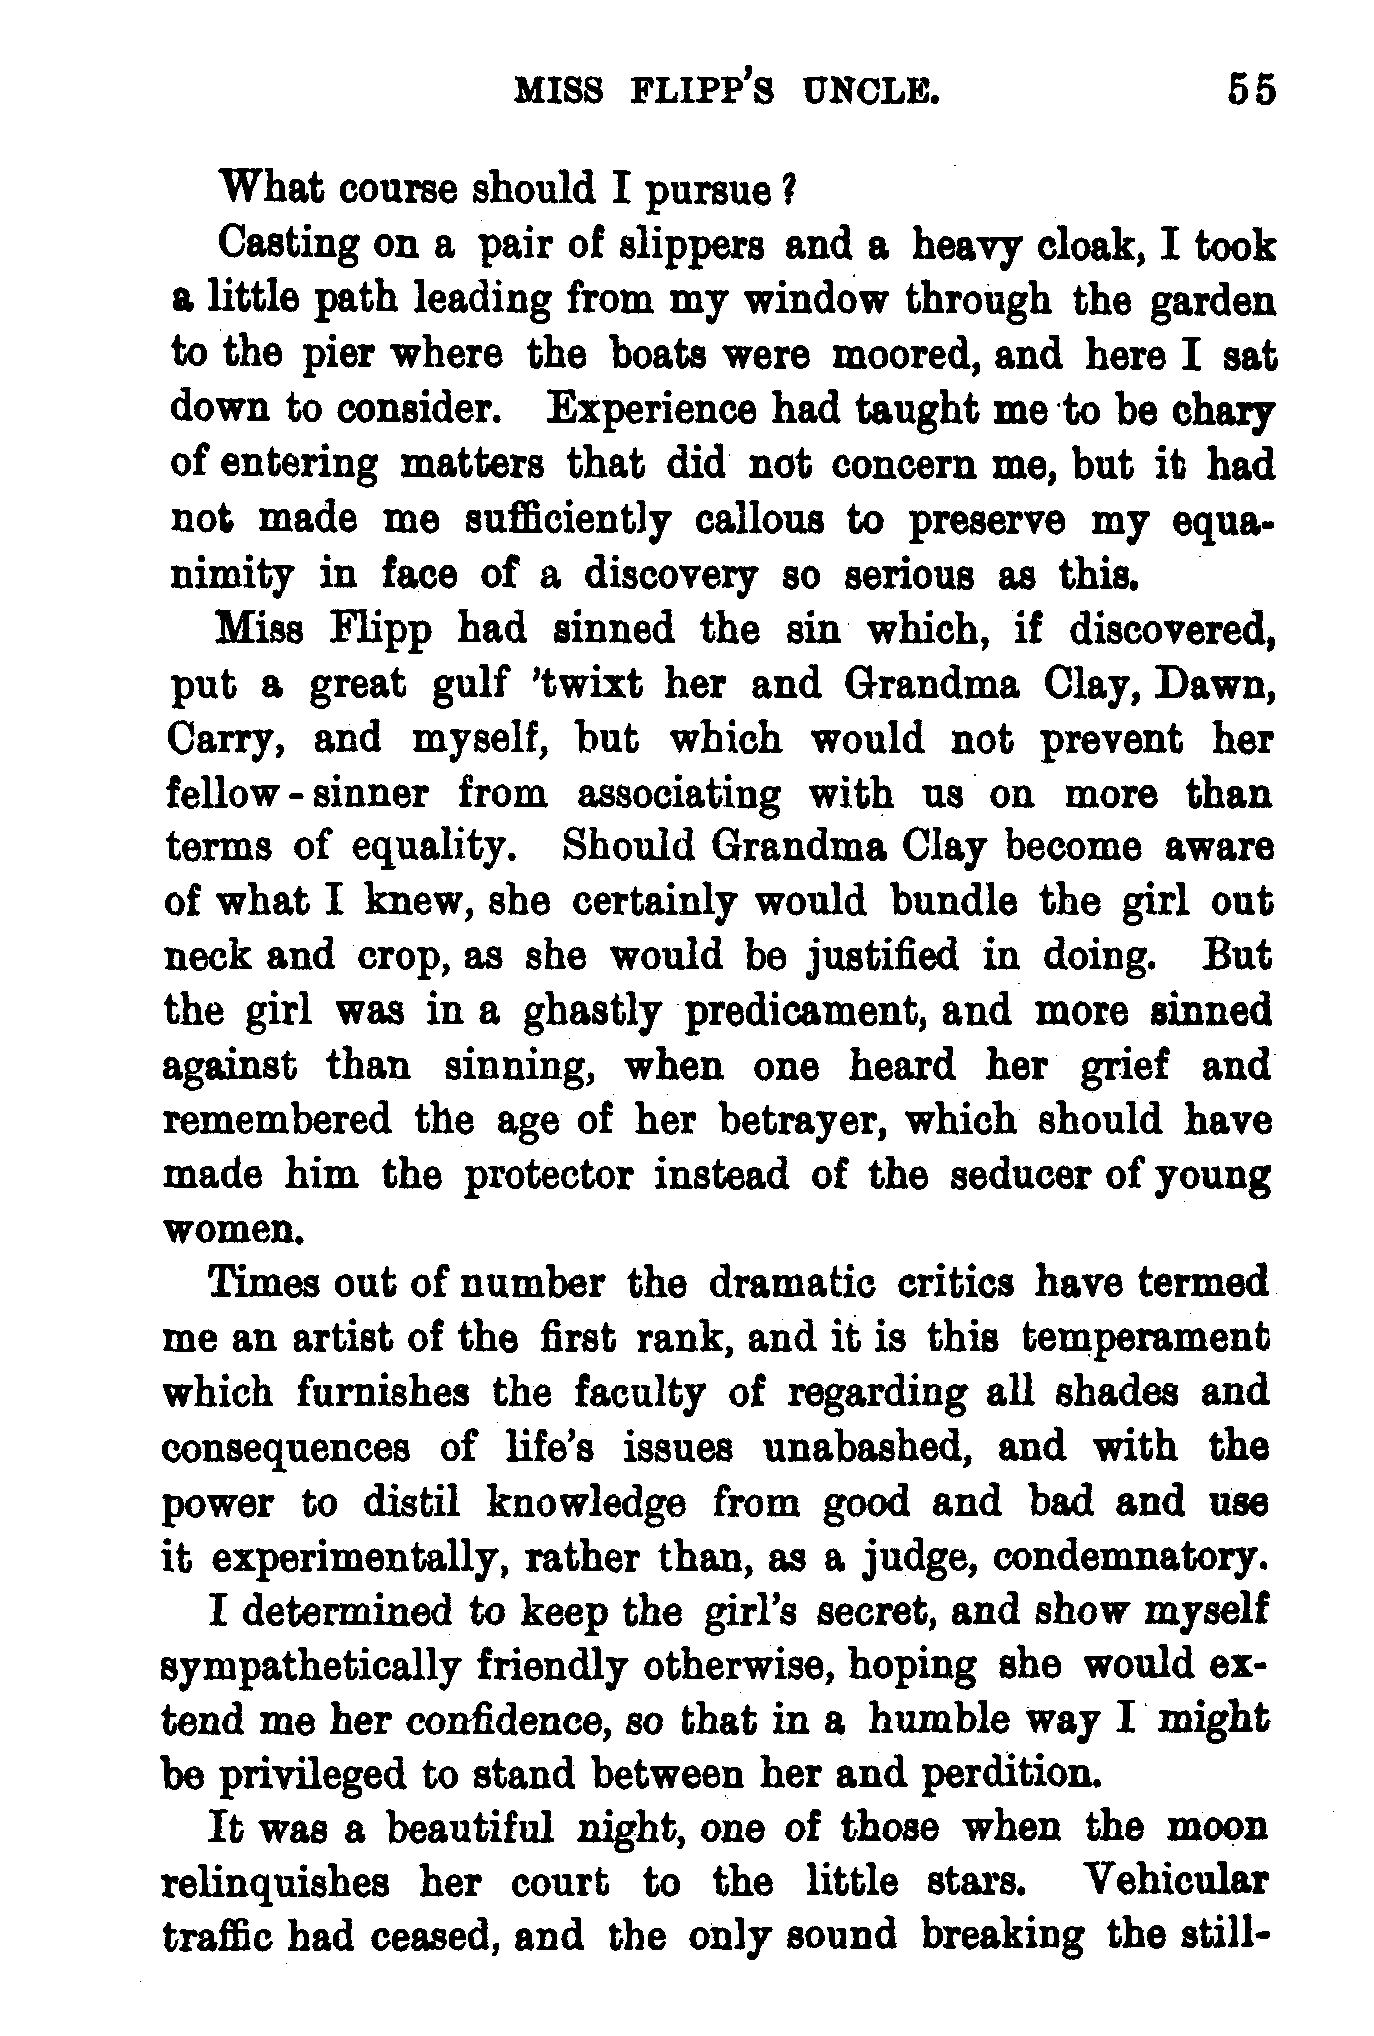 MISS FLIPP'S UNCLE. 55
What course should I pursue?
Casting on a pair of slippers and a heavy cloak, I took
a little path leading from my window through the garden
to the pier where the boats were moored, and here I sat
down to consider. Experience had taught me to be chary
of entering matters that did not concern me, but it had
not made me sufficiently callous to preserve my equa-
nimity in face of a discovery so serious as this.
Miss Flipp had sinned the sin which, if discovered,
put a great gulf 'twixt her and Grandma Clay, Dawn,
Carry, and myself, but which would not prevent her
fellow-sinner from associating with us on more than
terms of equality. Should Grandma Clay become aware
of what I knew, she certainly would bundle the girl out
neck and crop, as she would be justified in doing. But
the girl was in a ghastly predicament, and more sinned
against than sinning, when one heard her grief and
remembered the age of her betrayer, which should have
made him the protector instead of the seducer of young
women.
Times out of number the dramatic critics have termed
me an artist of the first rank, and it is this temperament
which furnishes the faculty of regarding all shades and
consequences of life's issues unabashed, and with the
power to distil knowledge from good and bad and use
it experimentally, rather than, as a judge, condemnatory.
I determined to keep the girl's secret, and show myself
sympathetically friendly otherwise, hoping she would ex-
tend me her confidence, so that in a humble way I might
be privileged to stand between her and perdition.
It was a beautiful night, one of those when the moon
relinquishes her court to the little stars. Vehicular
traffic had ceased, and the only sound breaking the still-